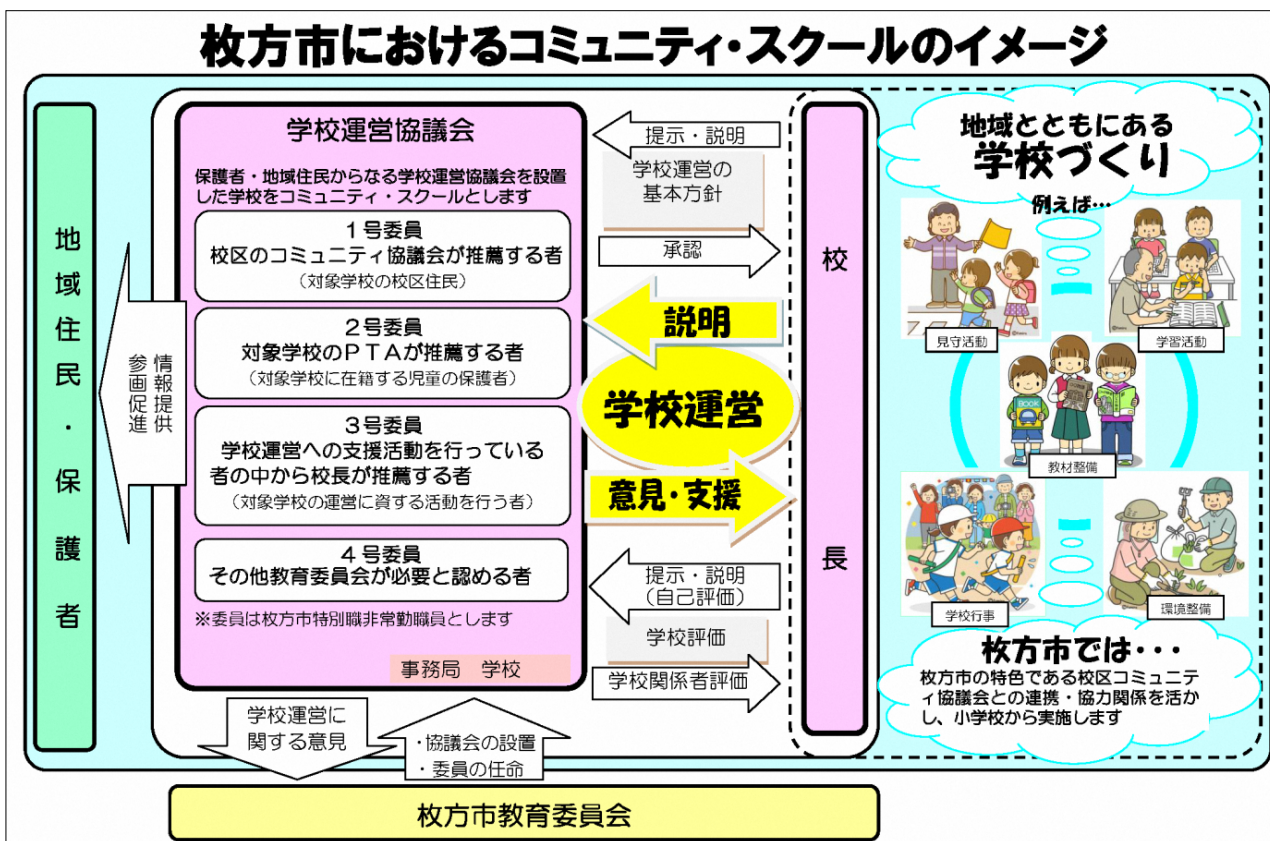 枚方市におけるコミュニティ・スクールのイメージ
地域住民・保護者
情報提供
参画促進
学校運営協議会
保護者・地域住民からなる学校運営協議会を設置
した学校をコミュニティ・スクールとします
1号委員
校区のコミュニティ協議会が推薦する者
(対象学校の校区住民)
2号委員
対象学校のPTAが推薦する者
(対象学校に在籍する児童の保護者)
3号委員
学校運営への支援活動を行っている
者の中から校長が推薦する者
(対象学校の運営に資する活動を行う者)
4号委員
その他教育委員会が必要と認める者
※委員は枚方市特別職非常勤職員とします
事務局 学校
提示・説明
学校運営の
基本方針
承認
説明
学校運営
意見・支援
提示・説明
(自己評価)
学校評価
学校関係者評価
校長
地域とともにある
学校づくり
例えば…
見守活動
学習活動
BOOK
教材整備
学校行事
環境整備
枚方市では・・・
枚方市の特色である校区コミュニテ
ィ協議会との連携・協力関係を活か
し、小学校から実施します
学校運営に
関する意見
・協議会の設置
・委員の任命
枚方市教育委員会